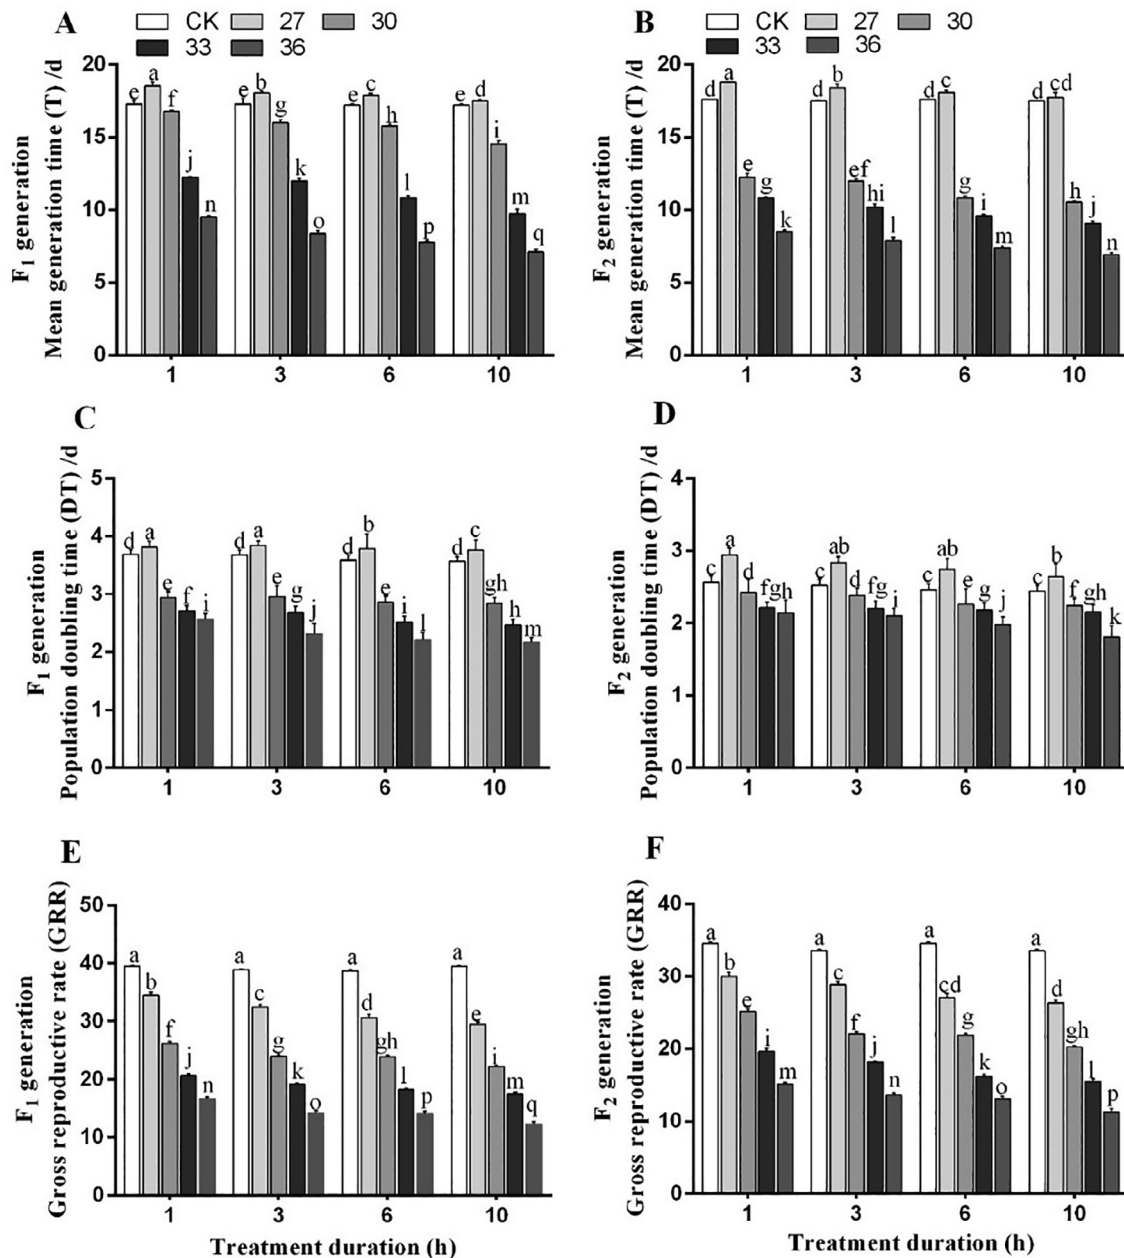 A
CK 27 30
33 36
F1 generation
Mean generation time (T) /d
20
15
10
5
0
e a f j n
e b g k o
e c h l p
e d i m q
1 3 6 10
B
CK 27 30
33 36
F2 generation
Mean generation time (T) /d
20
15
10
5
0
d a e g k
d b ef hi l
d c g i m
d cd h j n
1 3 6 10
C
F1 generation
Population doubling time (DT) /d
5
4
3
2
1
0
d a e f i
d a e g j
d b e i l
d c gh h m
1 3 6 10
D
F2 generation
Population doubling time (DT) /d
4
3
2
1
0
c a d fgh
c ab d fg i
c ab e g j
c b f gh k
1 3 6 10
E
F1 generation
Gross reproductive rate (GRR)
50
40
30
20
10
0
a b f j n
a c g k o
a d gh l p
a e i m q
1 3 6 10
Treatment duration (h)
F
F2 generation
Gross reproductive rate (GRR)
40
30
20
10
0
a b e i m
a c f j n
a cd g k o
a d gh l p
1 3 6 10
Treatment duration (h)